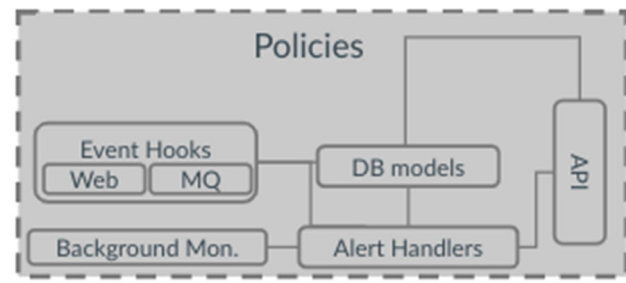 Policies
Event Hooks
Web MQ
DB models
API
Background Mon.
Alert Handlers